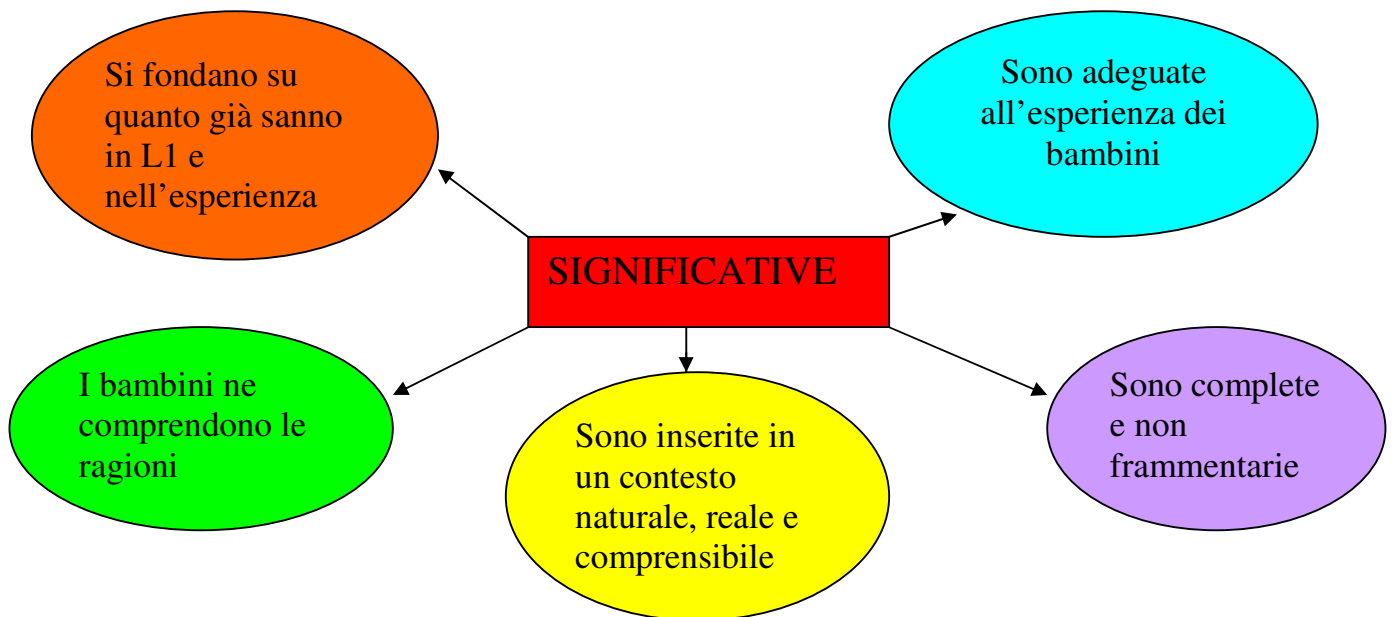 Si fondano su
quanto già sanno
in L1 e
nell’esperienza
Sono adeguate
all’esperienza dei
bambini
SIGNIFICATIVE
I bambini ne
comprendono le
ragioni
Sono inserite in
un contesto
naturale, reale e
comprensibile
Sono complete
e non
frammentarie